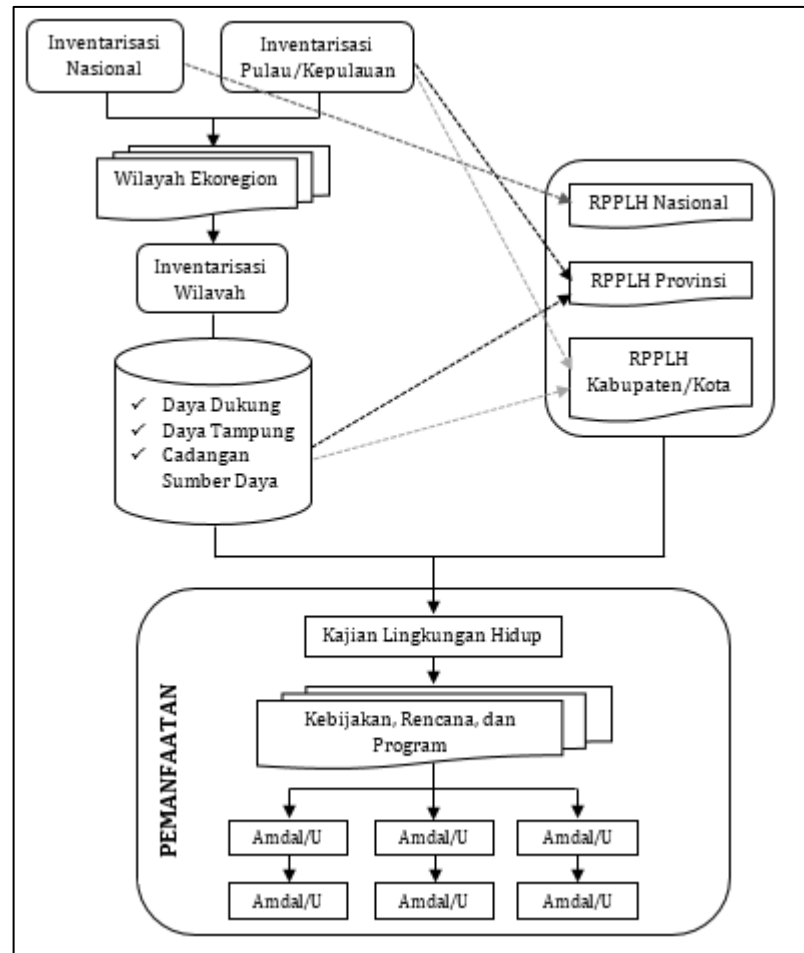 Inventarisasi
Nasional
Inventarisasi
Pulau/Kepulauan
Wilayah Ekoregion
Inventarisasi
Wilayah
✓ Daya Dukung
✓ Daya Tampung
✓ Cadangan
Sumber Daya
RPPLH Nasional
RPPLH Provinsi
RPPLH
Kabupaten/Kota
PEMANFAATAN
Kajian Lingkungan Hidup
Kebijakan, Rencana, dan
Program
Amdal/U
Amdal/U
Amdal/U
Amdal/U
Amdal/U
Amdal/U